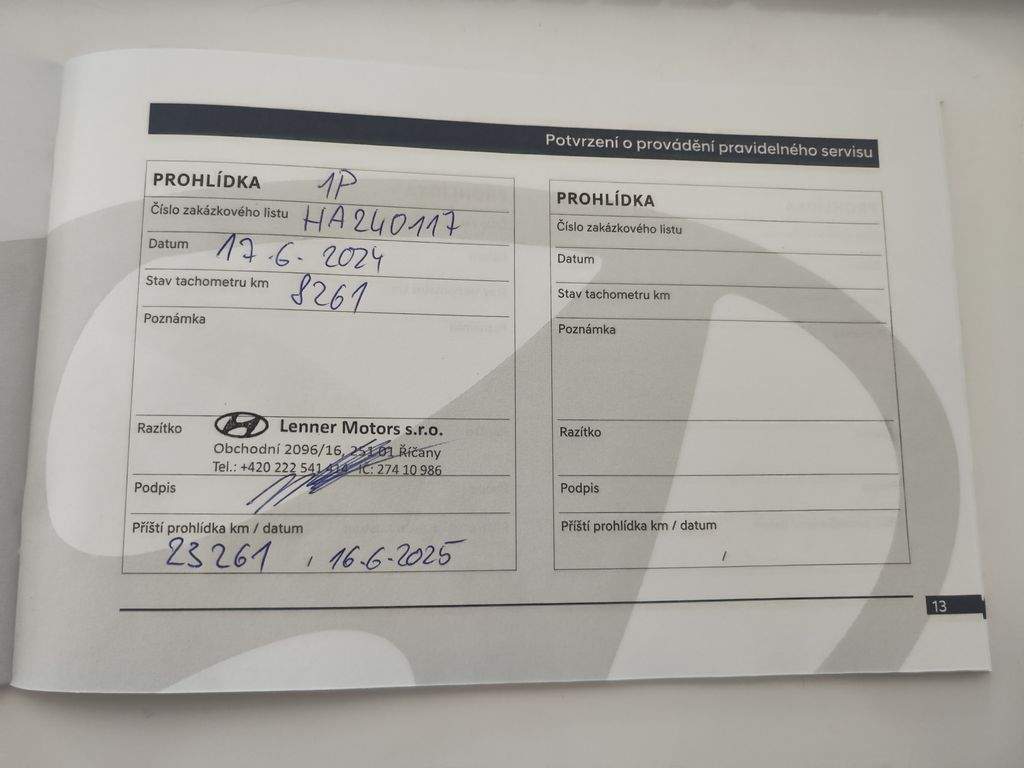 Potvrzení o provádění pravidelného servisu
PROHLÍDKA 1P
Číslo zakázkového listu HA240117
Datum 17.6. 2024
Stav tachometru km 8261
Poznámka
Razítko Lenner Motors s.r.o.
Obchodní 2096/16, 251 01 Říčany
Tel.: +420 222 541 414 IČ: 274 10 986
Podpis
Příští prohlídka km / datum
23261 / 16.6.2025
PROHLÍDKA
Číslo zakázkového listu
Datum
Stav tachometru km
Poznámka
Razítko
Podpis
Příští prohlídka km / datum
/
13